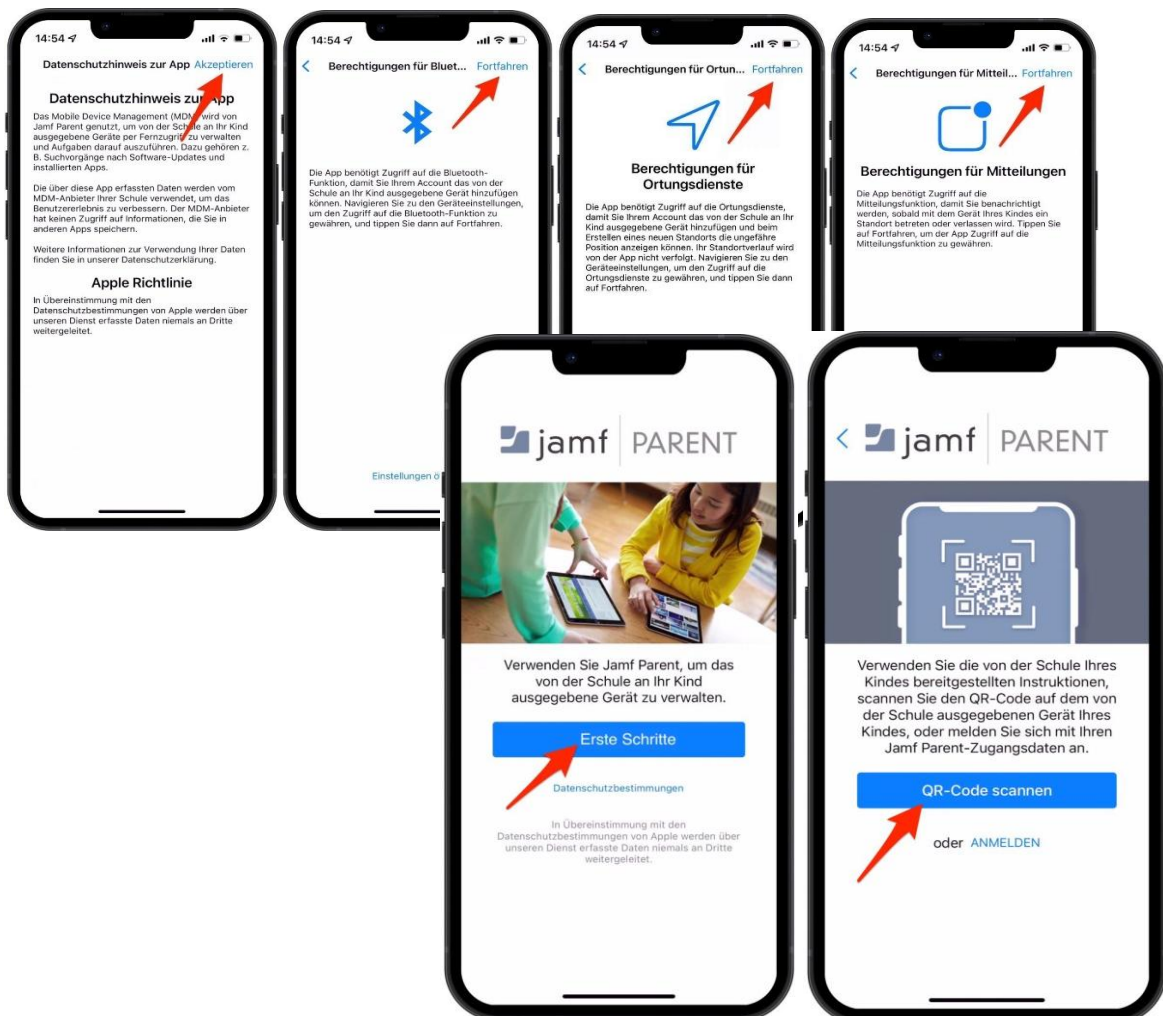 14:54
Datenschutzhinweis zur App Akzeptieren
Datenschutzhinweis zur App
Das Mobile Device Management (MDM) wird von
Jamf Parent genutzt, um von der Schule an Ihr Kind
ausgegebene Geräte per Fernzugriff zu verwalten
und Aufgaben darauf auszuführen. Dazu gehören z.
B. Suchvorgänge nach Software-Updates und
installierten Apps.
Die über diese App erfassten Daten werden vom
MDM-Anbieter Ihrer Schule verwendet, um das
Benutzererlebnis zu verbessern. Der MDM-Anbieter
hat keinen Zugriff auf Informationen, die Sie in
anderen Apps speichern.
Weitere Informationen zur Verwendung Ihrer Daten
finden Sie in unserer Datenschutzerklärung.
Apple Richtlinie
In Übereinstimmung mit den
Datenschutzbestimmungen von Apple werden über
unseren Dienst erfasste Daten niemals an Dritte
weitergeleitet.
14:54
Berechtigungen für Bluet... Fortfahren
Die App benötigt Zugriff auf die Bluetooth-
Funktion, damit Sie Ihrem Account das von der
Schule an Ihr Kind ausgegebene Gerät hinzufügen
können. Navigieren Sie zu den Geräteeinstellungen,
um den Zugriff auf die Bluetooth-Funktion zu
gewähren, und tippen Sie dann auf Fortfahren.
Einstellungen ö
14:54
Berechtigungen für Ortun... Fortfahren
Berechtigungen für
Ortungsdienste
Die App benötigt Zugriff auf die Ortungsdienste,
damit Sie Ihrem Account das von der Schule an Ihr
Kind ausgegebene Gerät hinzufügen und beim
Erstellen eines neuen Standorts die ungefähre
Position anzeigen können. Ihr Standortverlauf wird
von der App nicht verfolgt. Navigieren Sie zu den
Geräteeinstellungen, um den Zugriff auf die
Ortungsdienste zu gewähren, und tippen Sie dann
auf Fortfahren.
14:54
Berechtigungen für Mitteil... Fortfahren
Berechtigungen für Mitteilungen
Die App benötigt Zugriff auf die
Mitteilungsfunktion, damit Sie benachrichtigt
werden, sobald mit dem Gerät Ihres Kindes ein
Standort betreten oder verlassen wird. Tippen Sie
auf Fortfahren, um der App Zugriff auf die
Mitteilungsfunktion zu gewähren.
jamf PARENT
Verwenden Sie Jamf Parent, um das
von der Schule an Ihr Kind
ausgegebene Gerät zu verwalten.
Erste Schritte
Datenschutzbestimmungen
In Übereinstimmung mit den
Datenschutzbestimmungen von Apple werden über
unseren Dienst erfasste Daten niemals an Dritte
weitergeleitet.
jamf PARENT
Verwenden Sie die von der Schule Ihres
Kindes bereitgestellten Instruktionen,
scannen Sie den QR-Code auf dem von
der Schule ausgegebenen Gerät Ihres
Kindes, oder melden Sie sich mit Ihren
Jamf Parent-Zugangsdaten an.
QR-Code scannen
oder ANMELDEN